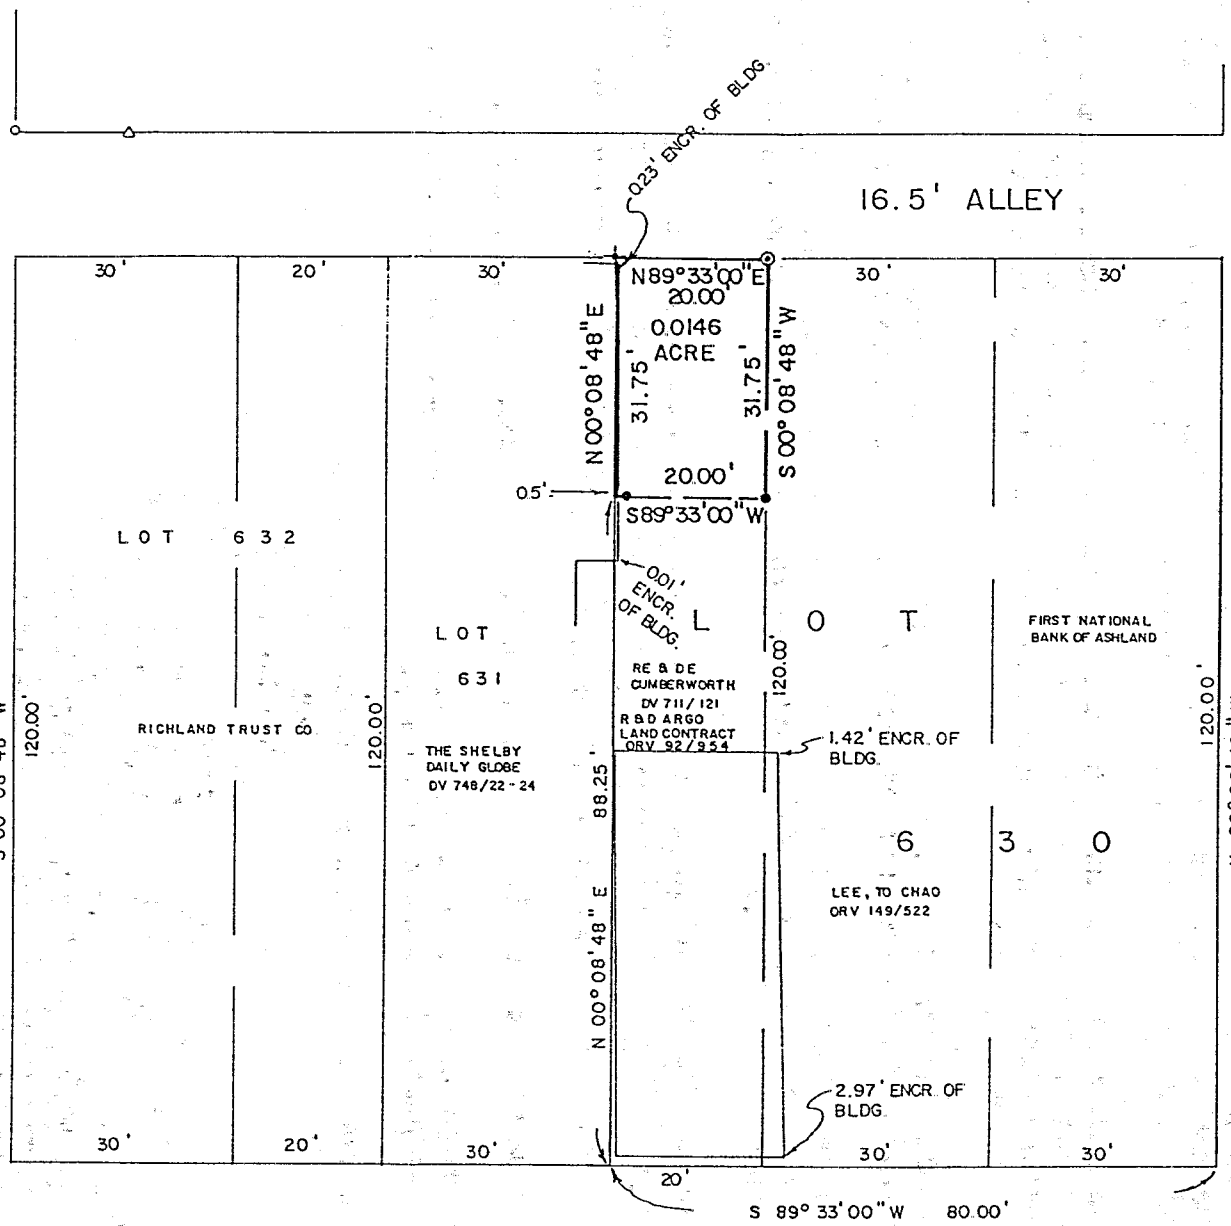 0.23' ENCR. OF BLDG.
16.5' ALLEY
30'
20'
30'
N89°33'00"E
20.00'
30'
30'
0.0146
ACRE
N 00°08'48" E
31.75'
31.75'
S 00°08'48" W
20.00'
0.5'
S89°33'00"W
LOT 632
0.01'
ENCR.
OF BLDG.
LOT
631
L O T
FIRST NATIONAL
BANK OF ASHLAND
RE & DE
CUMBERWORTH
DV 711/121
R & D ARGO
LAND CONTRACT
ORV 92/954
120.00'
120.00'
RICHLAND TRUST CO.
120.00'
THE SHELBY
DAILY GLOBE
DV 748/22-24
88.25'
1.42' ENCR. OF
BLDG.
120.00'
6 3 0
LEE, TO CHAO
ORV 149/522
N 00°08'48" E
2.97' ENCR. OF
BLDG.
30'
20'
30'
20'
30'
30'
S 89°33'00"W 80.00'